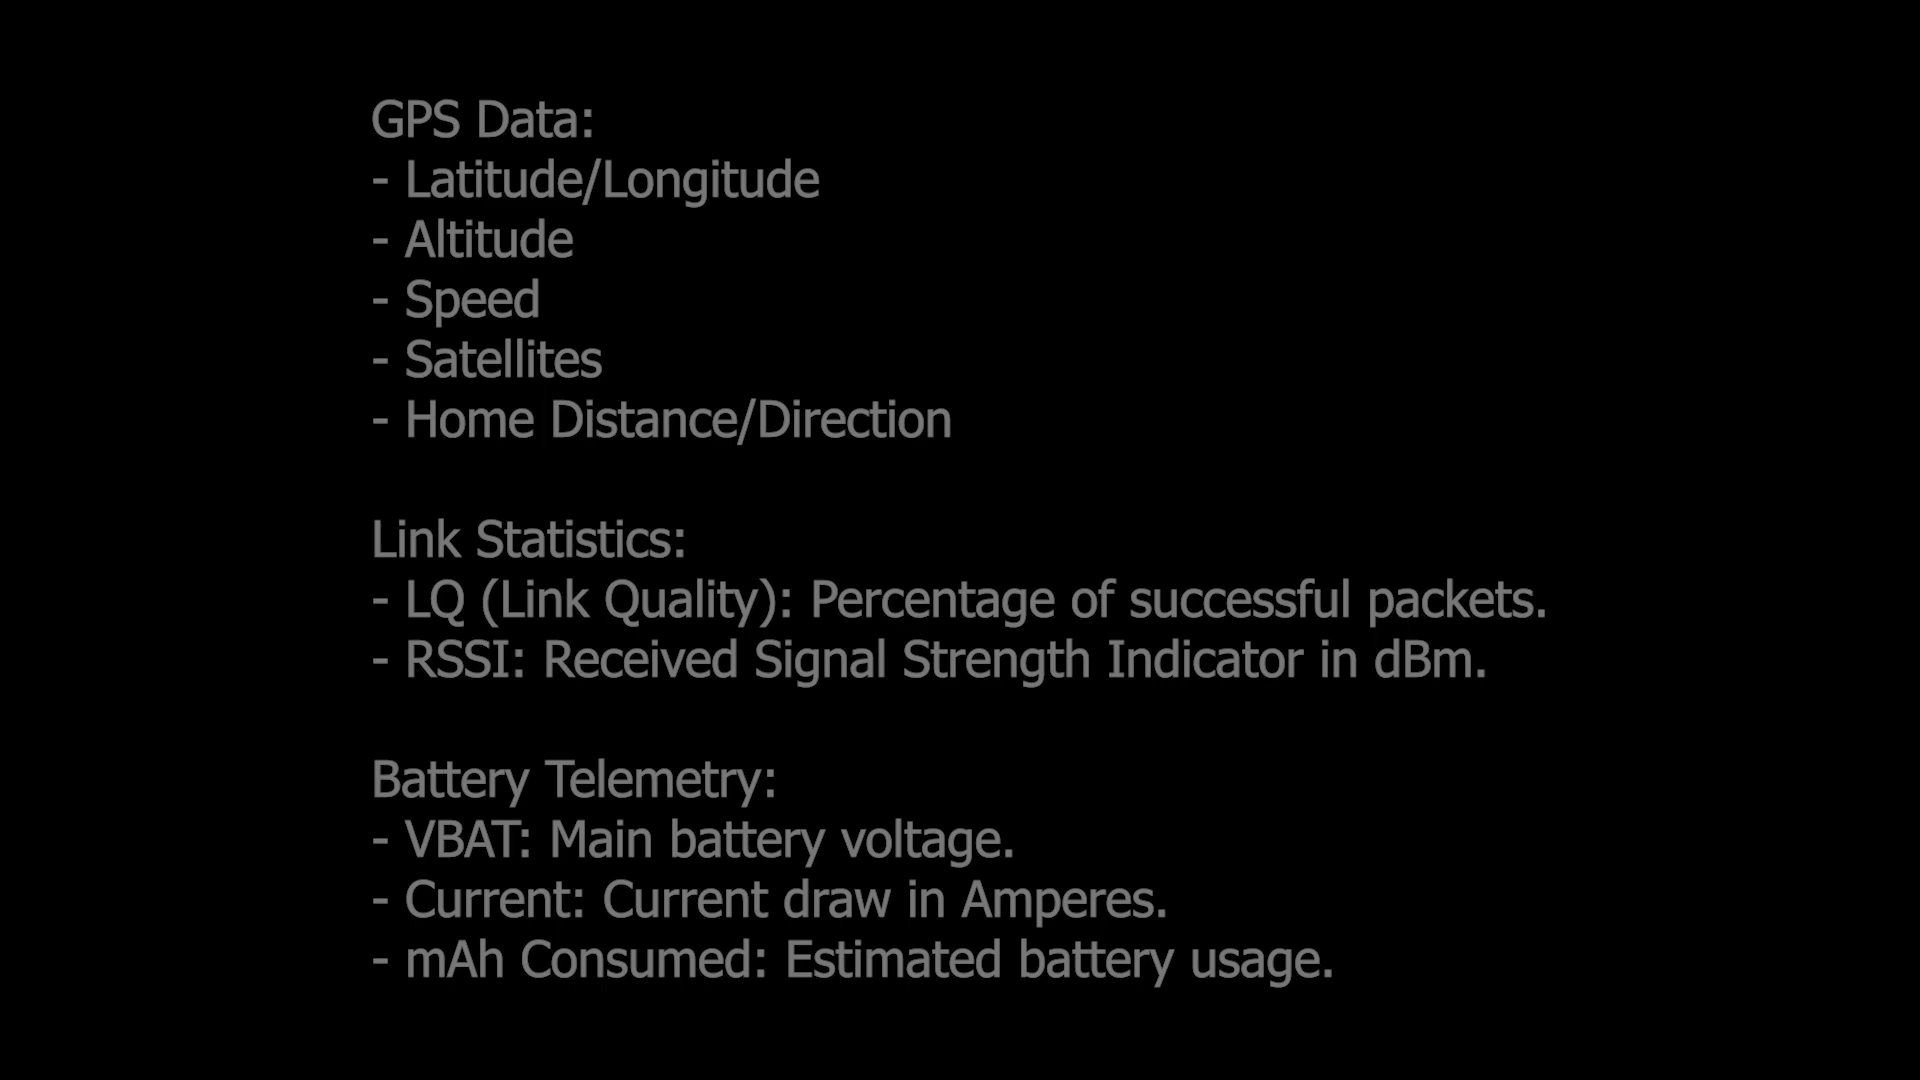 GPS Data:
- Latitude/Longitude
- Altitude
- Speed
- Satellites
- Home Distance/Direction
Link Statistics:
- LQ (Link Quality): Percentage of successful packets.
- RSSI: Received Signal Strength Indicator in dBm.
Battery Telemetry:
- VBAT: Main battery voltage.
- Current: Current draw in Amperes.
- mAh Consumed: Estimated battery usage.